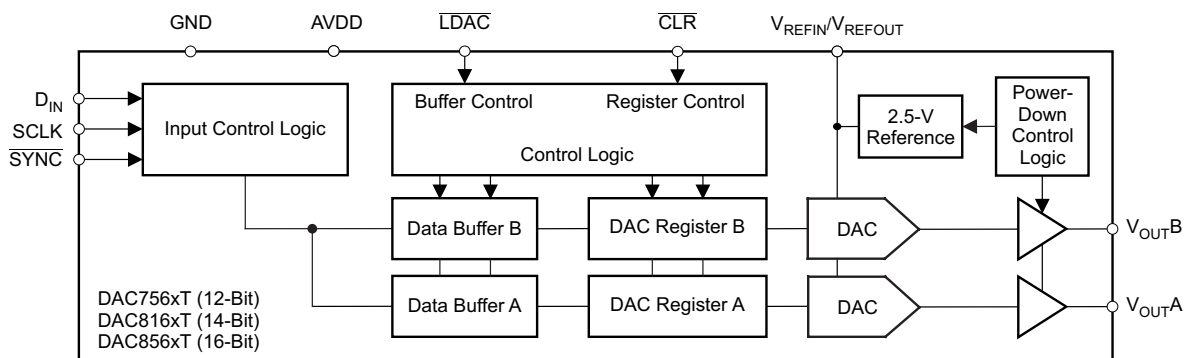 GND
AVDD
LDAC
CLR
VREFIN/VREFOUT
DIN
SCLK
SYNC
Input Control Logic
Buffer Control
Register Control
Control Logic
2.5-V
Reference
Power-
Down
Control
Logic
Data Buffer B
DAC Register B
DAC
VOUTB
Data Buffer A
DAC Register A
DAC
VOUTA
DAC756xT (12-Bit)
DAC816xT (14-Bit)
DAC856xT (16-Bit)